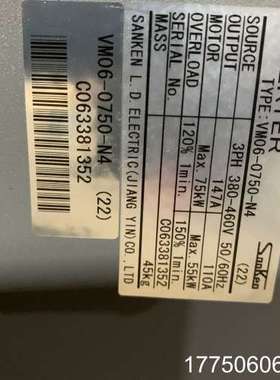 TYPE: VM06-0750-N4
SanKen (22)
SOURCE 3PH 380-460V 50/60Hz
OUTPUT 147A 110A
MOTOR Max. 75kW Max. 55kW
OVERLOAD 120% 1min. 150% 1min.
SERIAL NO. C063381352
MASS 45kg
SANKEN L.D.ELECTRIC(JIANG YIN)CO., LTD
VM06-0750-N4 (22)
C063381352
17750606